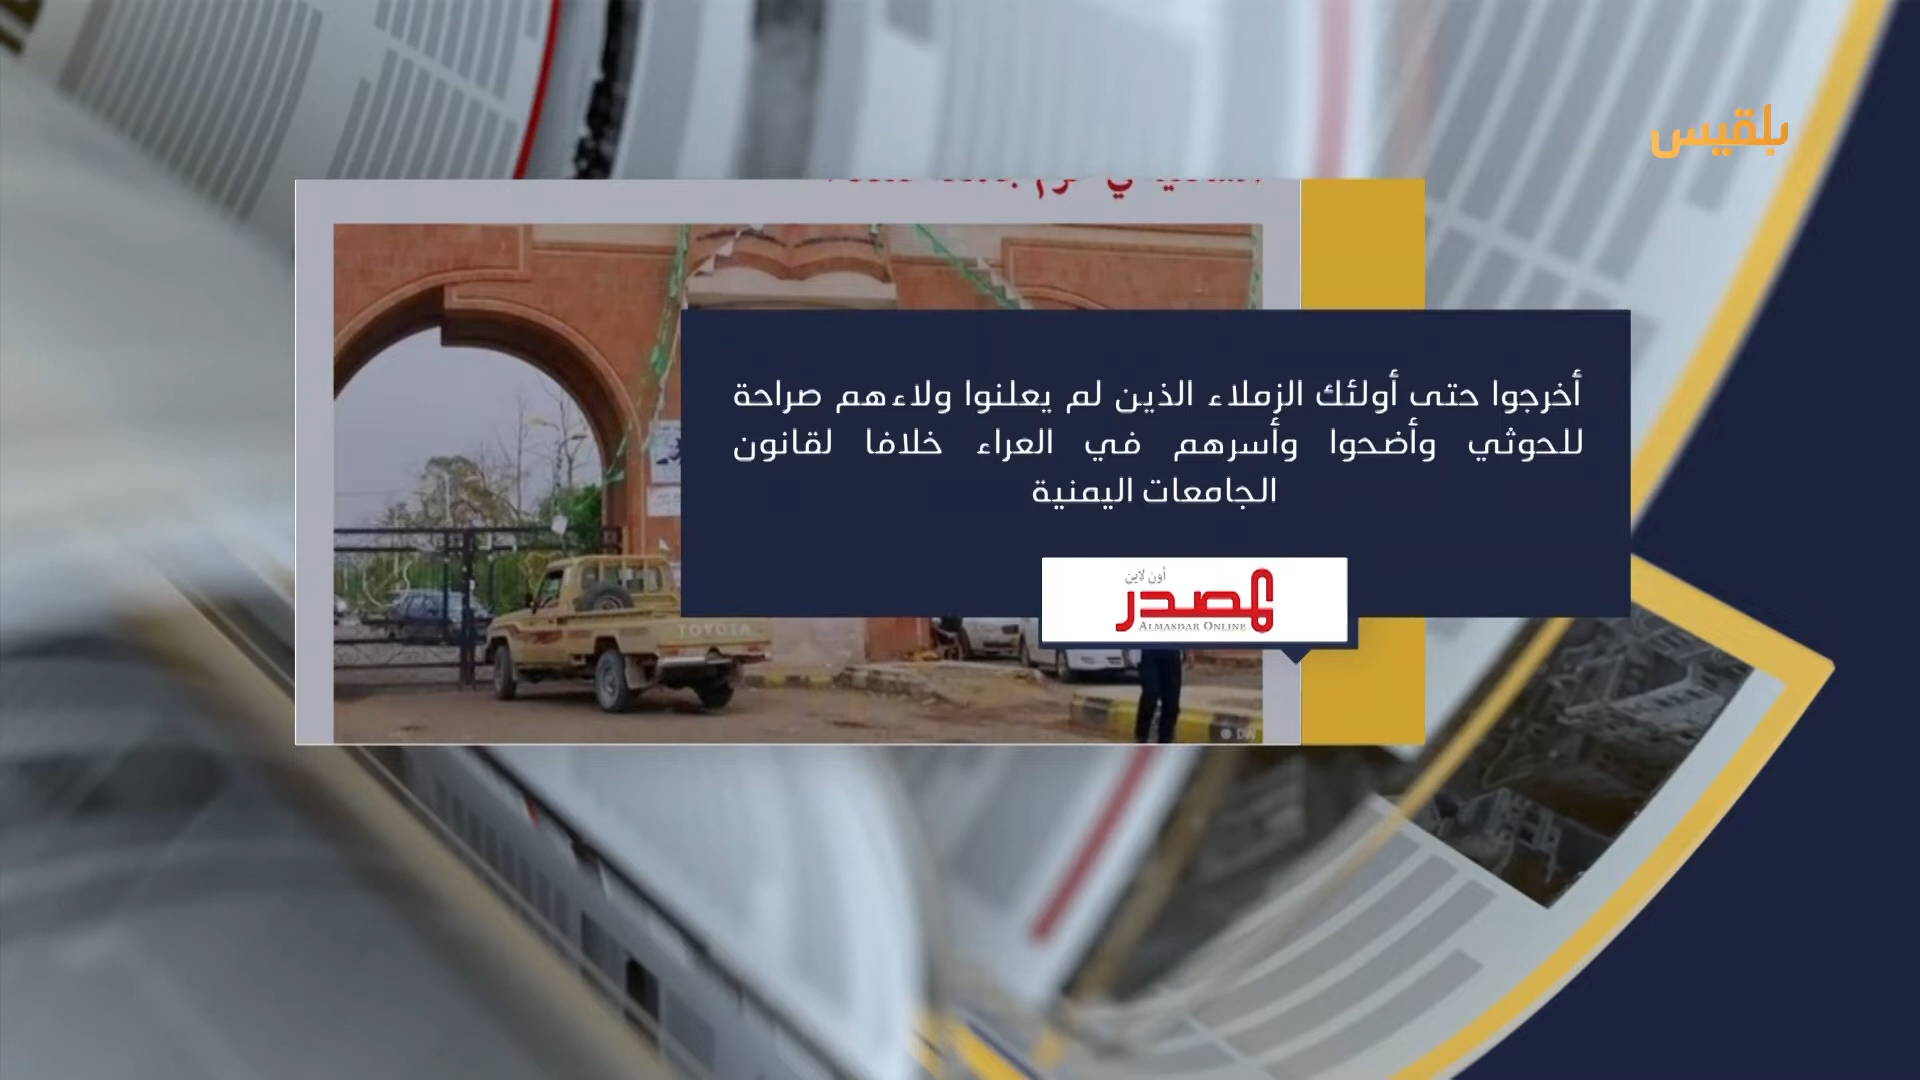 بلقيس
أخرجوا حتى أولئك الزملاء الذين لم يعلنوا ولاءهم صراحة
للحوثي وأضحوا وأسرهم في العراء خلافا لقانون
الجامعات اليمنية
أون لاين
المصدر
ALMASDAR ONLINE
TOYOTA
© DW